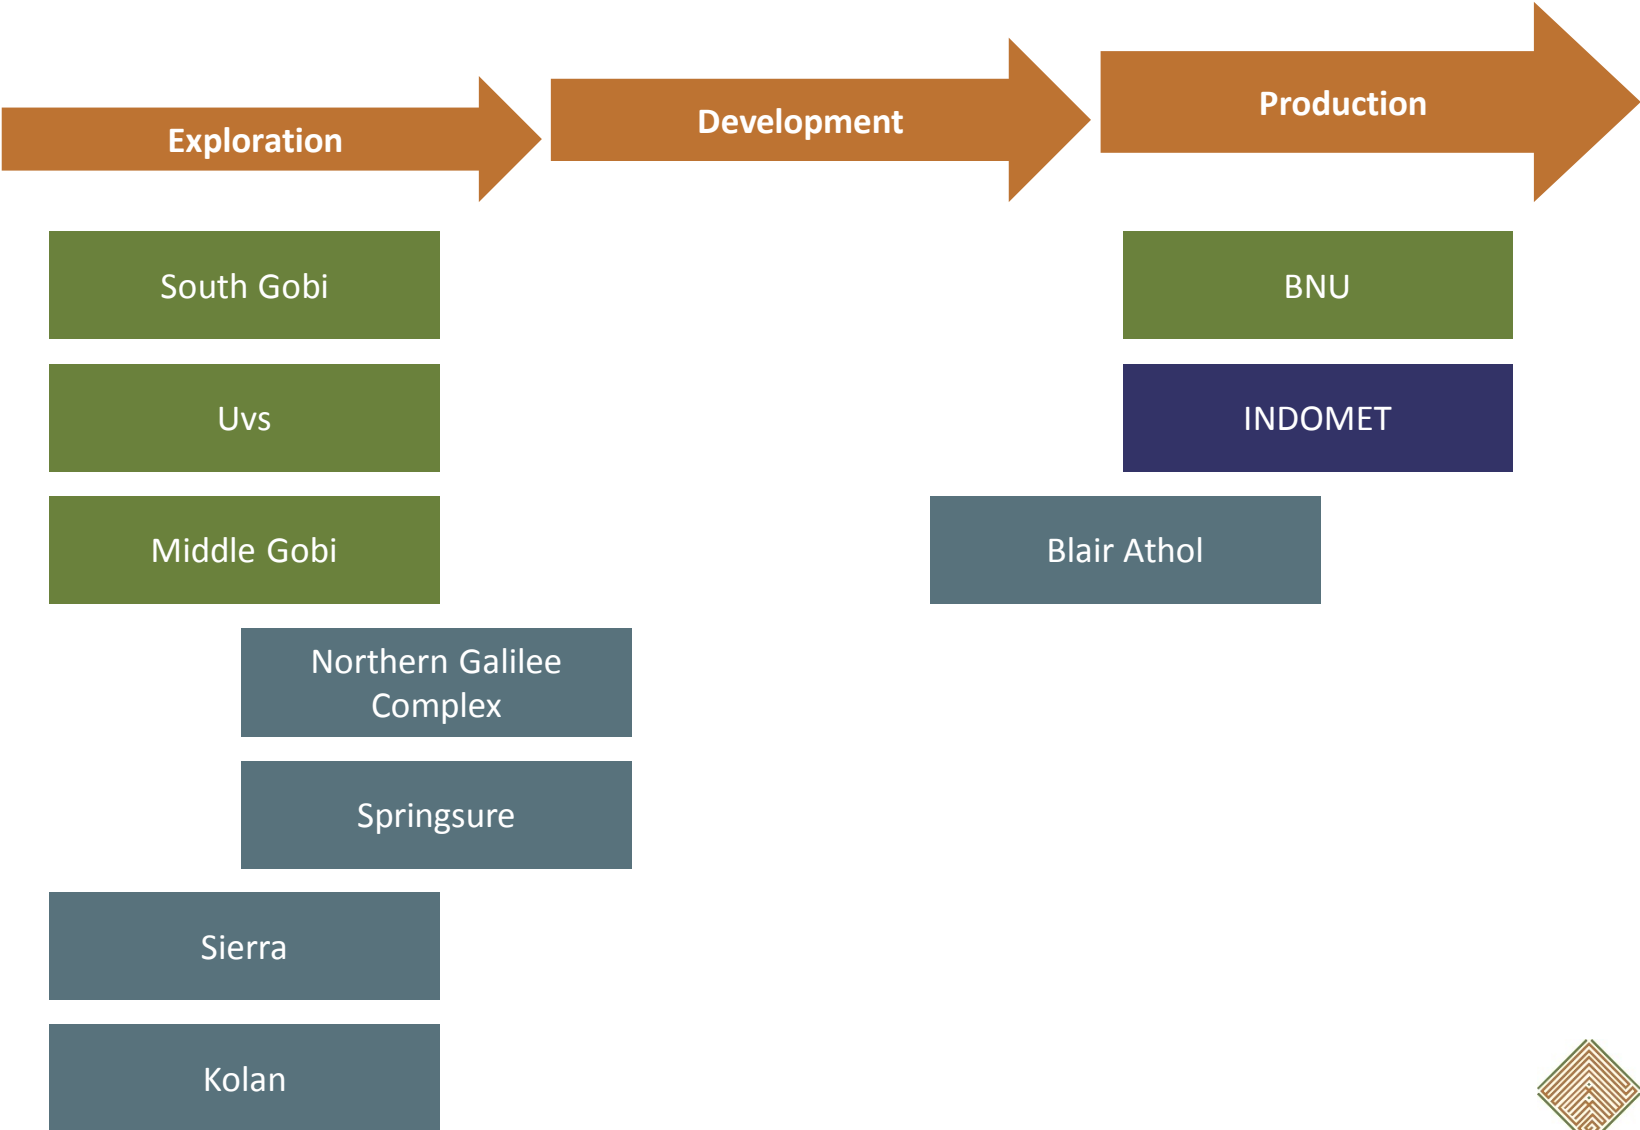 Exploration
Development
Production
South Gobi
BNU
Uvs
INDOMET
Middle Gobi
Blair Athol
Northern Galilee
Complex
Springsure
Sierra
Kolan